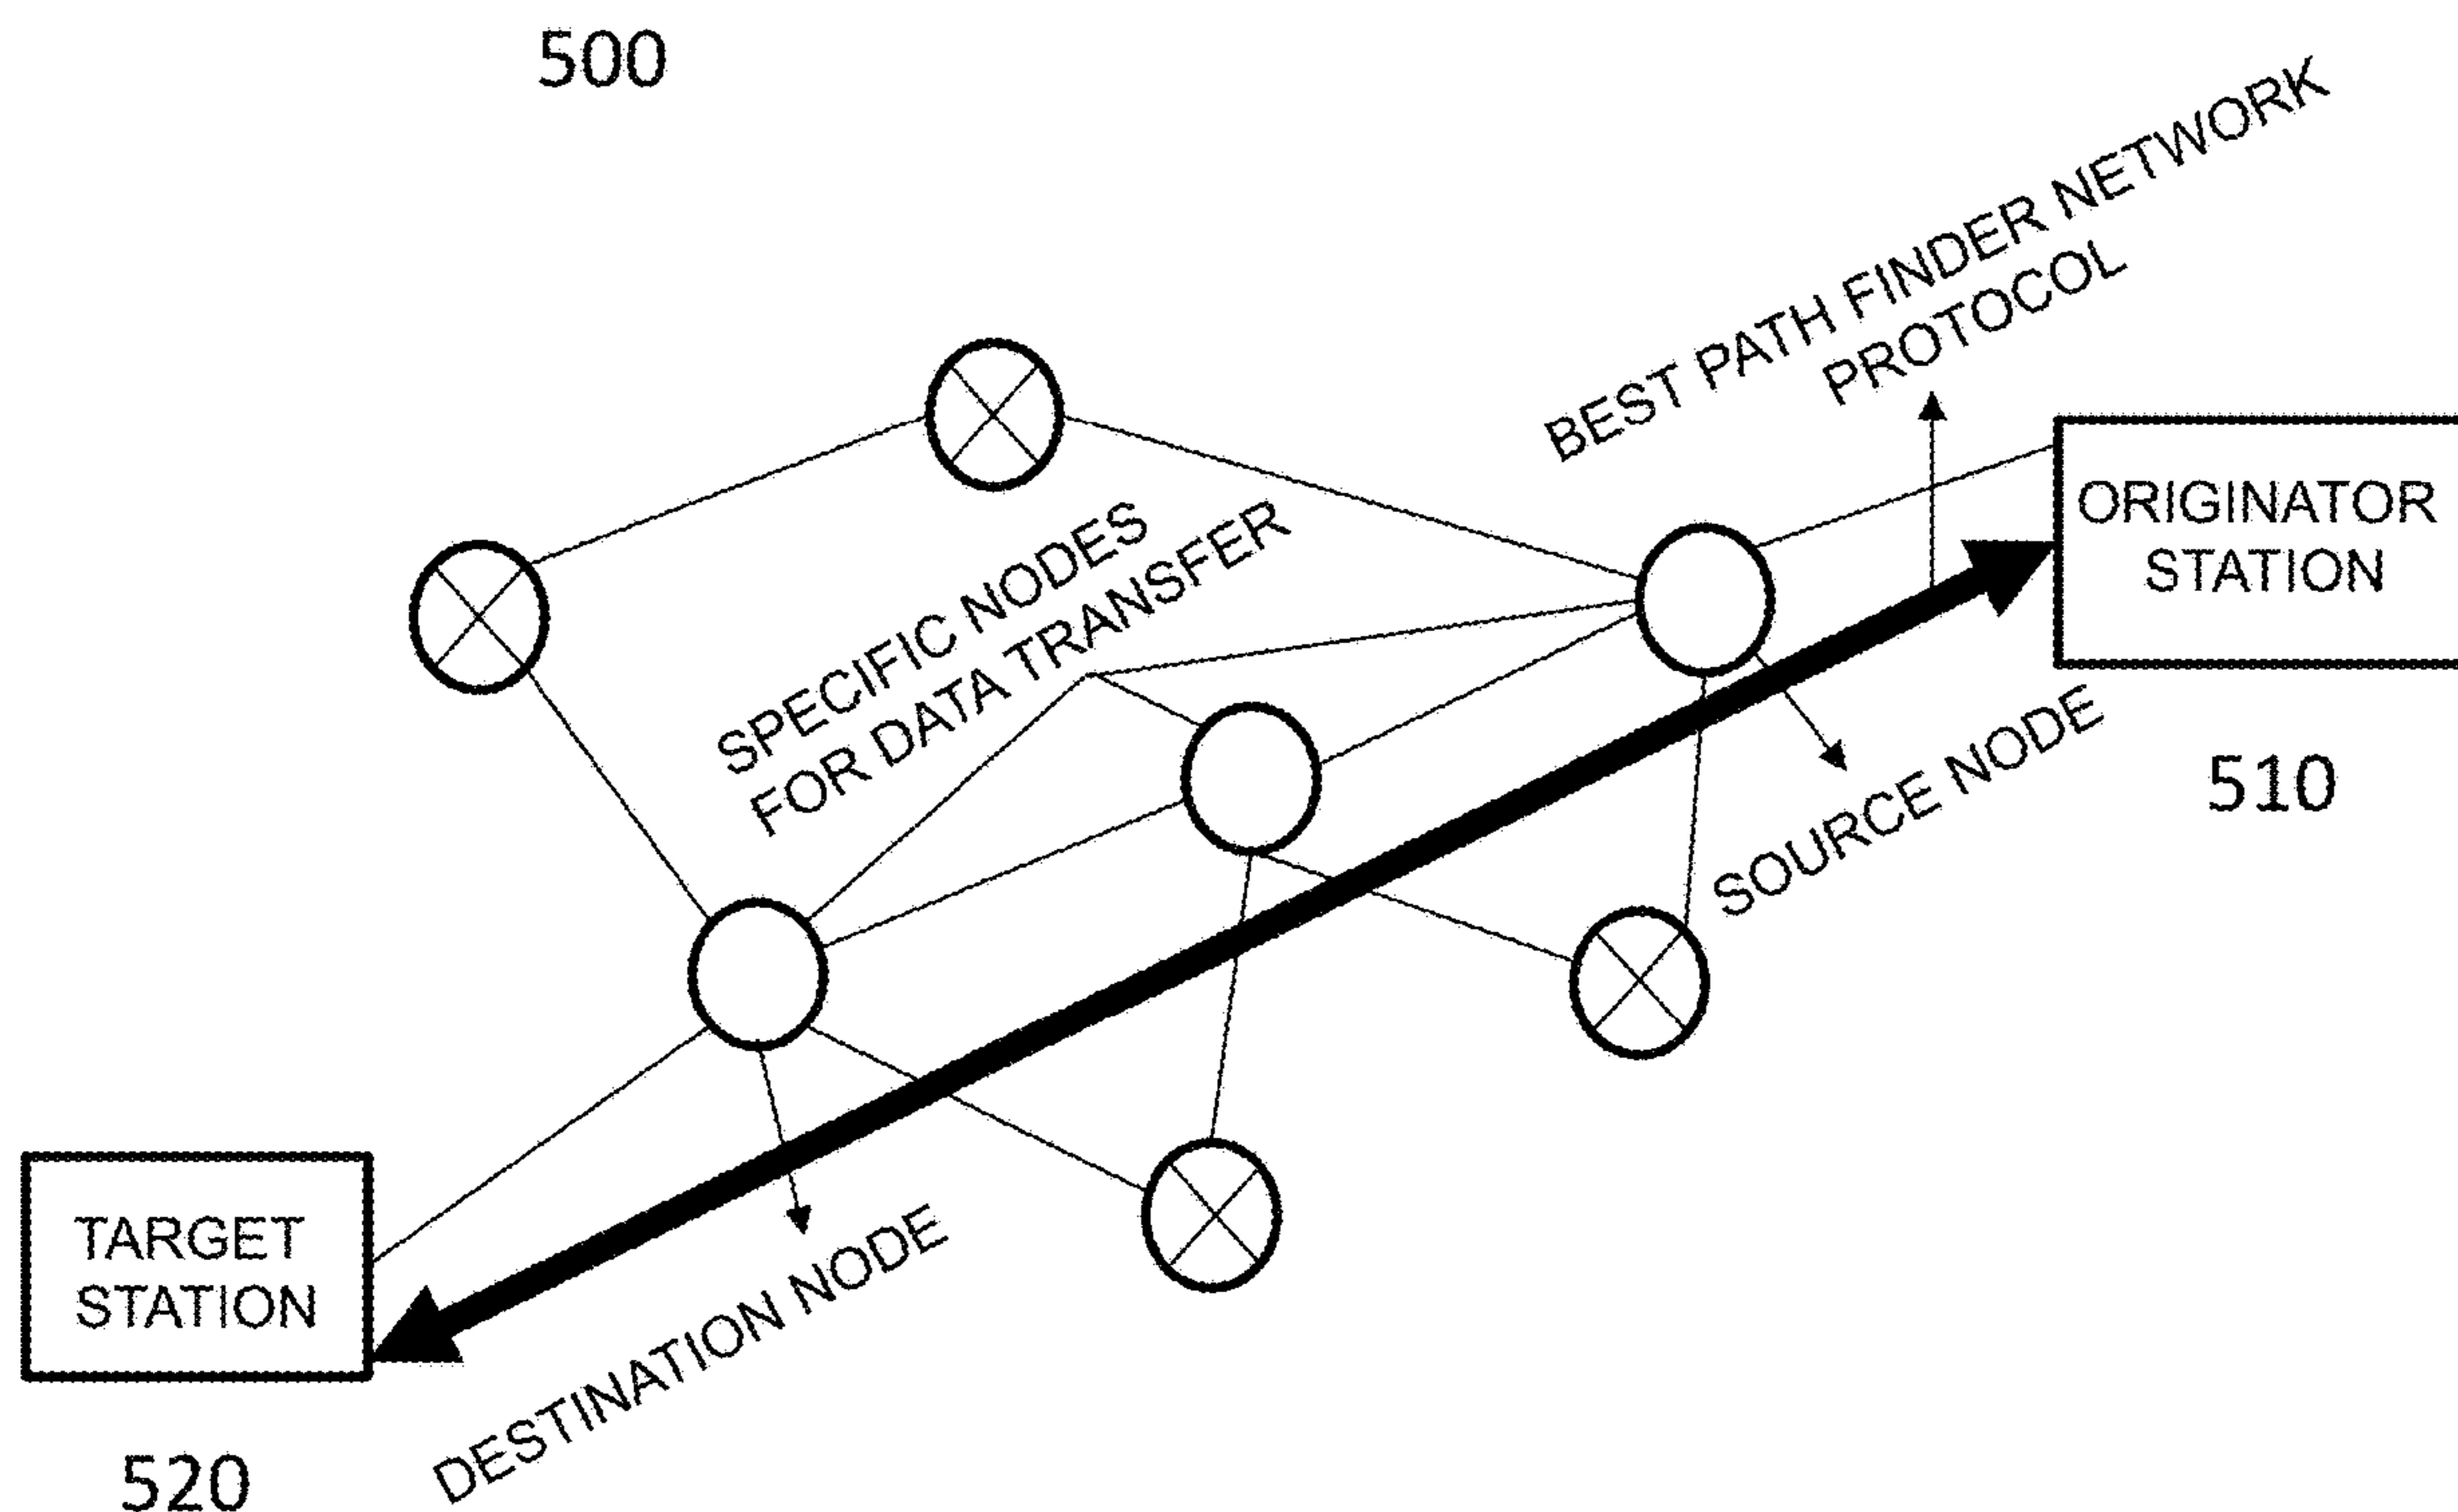 500
BEST PATH FINDER NETWORK
PROTOCOL
ORIGINATOR
STATION
510
SPECIFIC NODES
FOR DATA TRANSFER
SOURCE NODE
TARGET
STATION
520
DESTINATION NODE